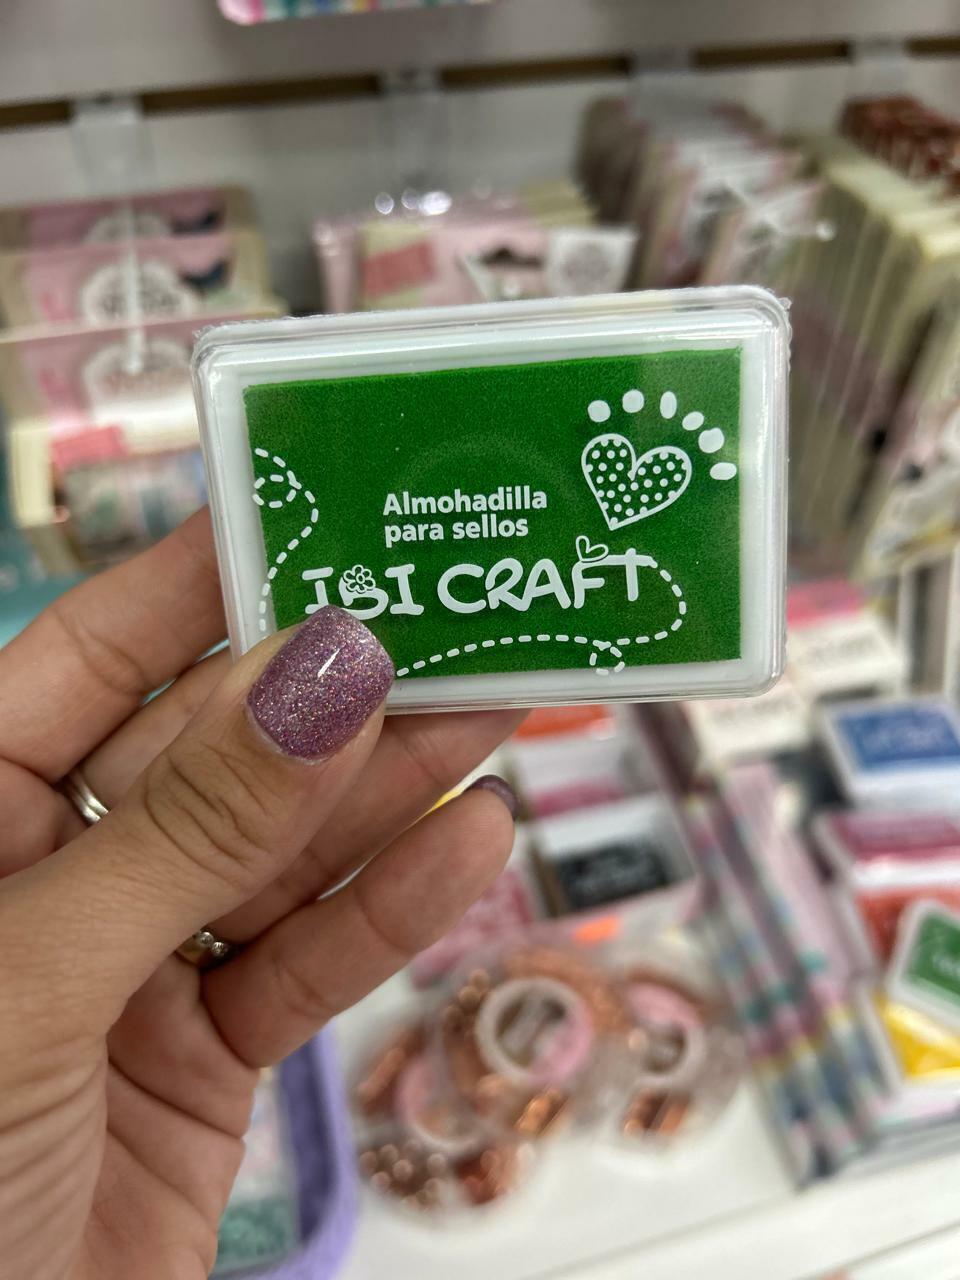 Almohadilla
para sellos
IBI CRAFT